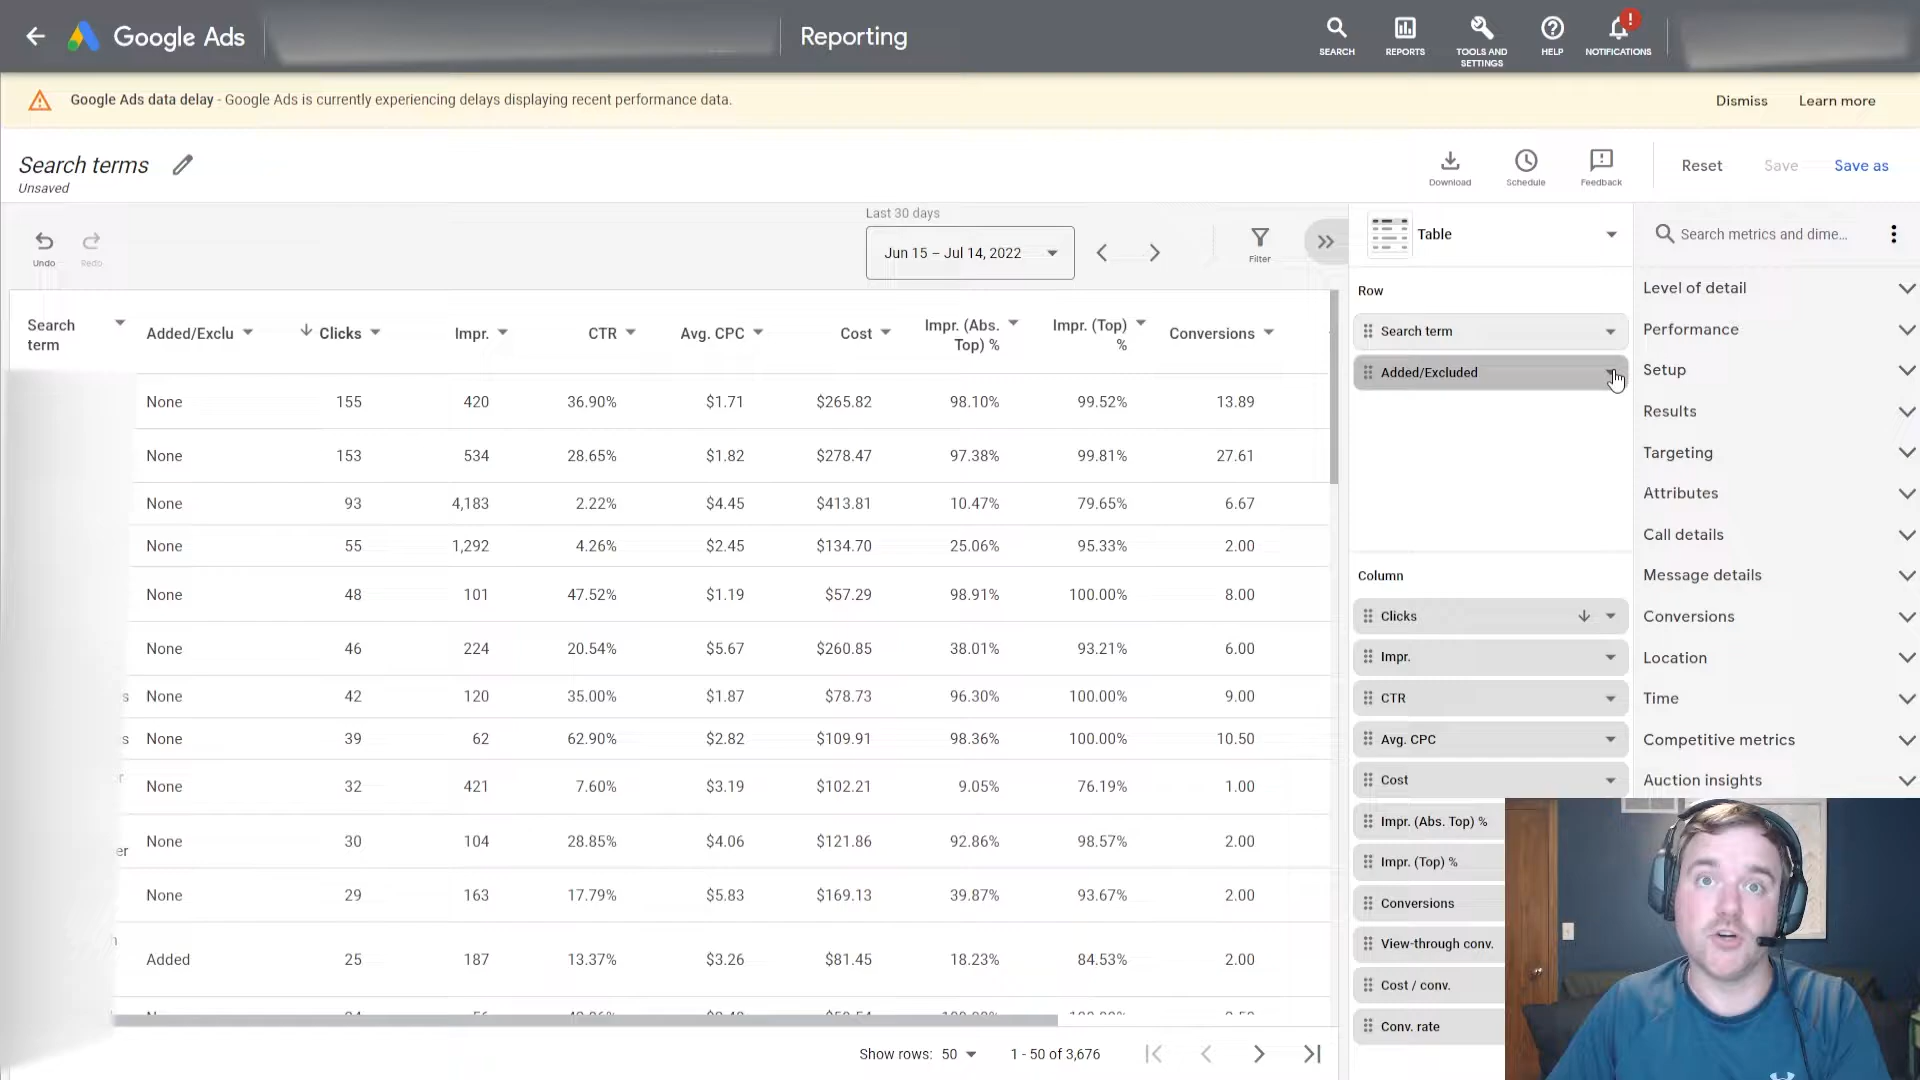 Google Ads
Reporting
SEARCH
REPORTS
TOOLS AND
SETTINGS
HELP
NOTIFICATIONS
!
Google Ads data delay - Google Ads is currently experiencing delays displaying recent performance data.
Dismiss
Learn more
Search terms
Unsaved
Download
Schedule
Feedback
Reset
Save
Save as
Undo
Redo
Last 30 days
Jun 15 – Jul 14, 2022
Filter
Table
Search metrics and dime...
Row
Search term
Added/Excluded
Column
Clicks
Impr.
CTR
Avg. CPC
Cost
Impr. (Abs. Top) %
Impr. (Top) %
Conversions
View-through conv.
Cost / conv.
Conv. rate
Level of detail
Performance
Setup
Results
Targeting
Attributes
Call details
Message details
Conversions
Location
Time
Competitive metrics
Auction insights
Search
term
Added/Exclu
Clicks
Impr.
CTR
Avg. CPC
Cost
Impr. (Abs.
Top) %
Impr. (Top)
%
Conversions
None 155 420 36.90% $1.71 $265.82 98.10% 99.52% 13.89
None 153 534 28.65% $1.82 $278.47 97.38% 99.81% 27.61
None 93 4,183 2.22% $4.45 $413.81 10.47% 79.65% 6.67
None 55 1,292 4.26% $2.45 $134.70 25.06% 95.33% 2.00
None 48 101 47.52% $1.19 $57.29 98.91% 100.00% 8.00
None 46 224 20.54% $5.67 $260.85 38.01% 93.21% 6.00
s None 42 120 35.00% $1.87 $78.73 96.30% 100.00% 9.00
s None 39 62 62.90% $2.82 $109.91 98.36% 100.00% 10.50
None 32 421 7.60% $3.19 $102.21 9.05% 76.19% 1.00
er None 30 104 28.85% $4.06 $121.86 92.86% 98.57% 2.00
None 29 163 17.79% $5.83 $169.13 39.87% 93.67% 2.00
Added 25 187 13.37% $3.26 $81.45 18.23% 84.53% 2.00
Show rows: 50
1 - 50 of 3,676